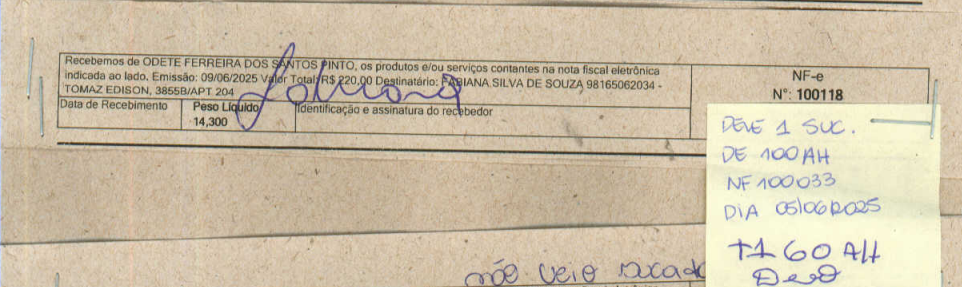 Recebemos de ODETE FERREIRA DOS SANTOS PINTO, os produtos e/ou serviços contantes na nota fiscal eletrônica
indicada ao lado. Emissão: 09/06/2025 Valor Total: R$ 220,00 Destinatário: FABIANA SILVA DE SOUZA 98165062034 -
TOMAZ EDISON, 3855B/APT 204
Data de Recebimento
Peso Líquido
14,300
Identificação e assinatura do recebedor
NF-e
N°: 100118
DEVE 1 SUC.
DE 100AH
NF 100033
DIA 05/06/2025
+1 60 AH
não veio